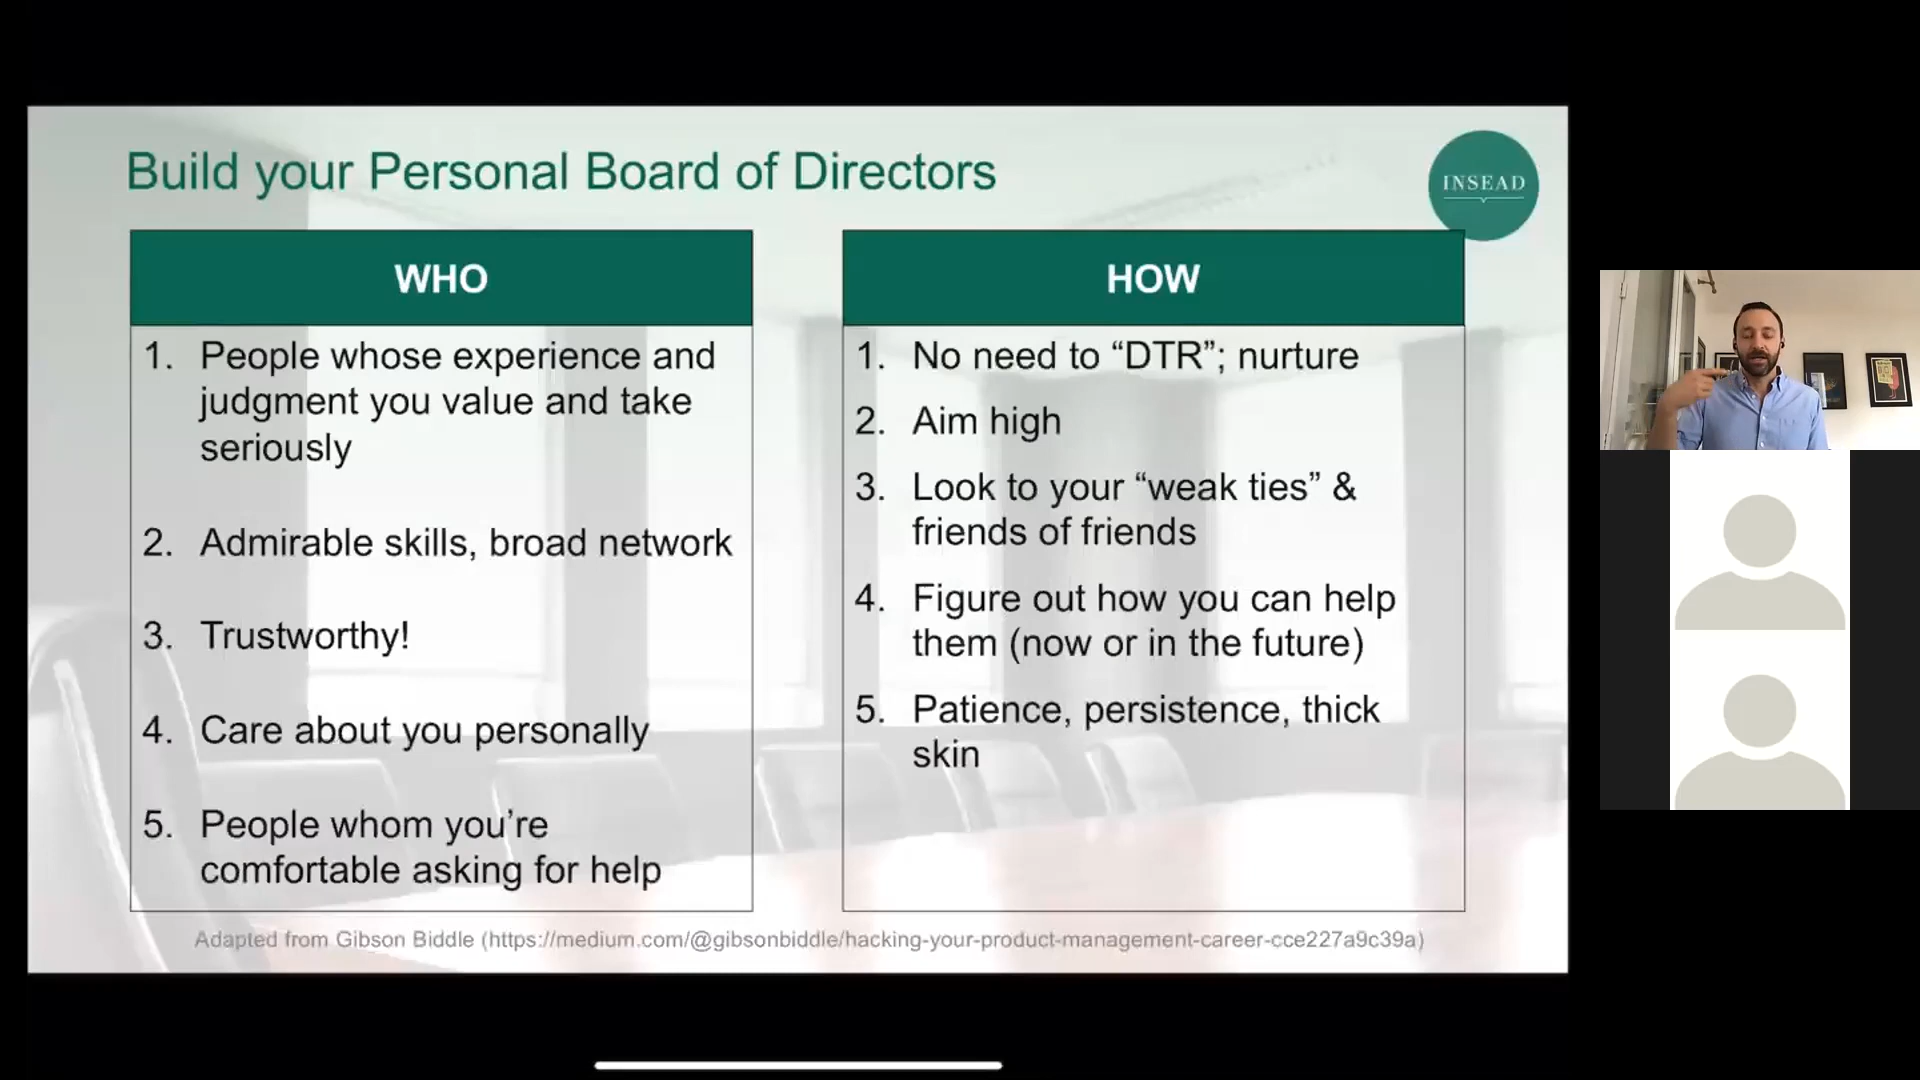 Build your Personal Board of Directors
INSEAD
WHO
1. People whose experience and
judgment you value and take
seriously
2. Admirable skills, broad network
3. Trustworthy!
4. Care about you personally
5. People whom you’re
comfortable asking for help
HOW
1. No need to “DTR”; nurture
2. Aim high
3. Look to your “weak ties” &
friends of friends
4. Figure out how you can help
them (now or in the future)
5. Patience, persistence, thick
skin
Adapted from Gibson Biddle (https://medium.com/@gibsonbiddle/hacking-your-product-management-career-cce227a9c39a)